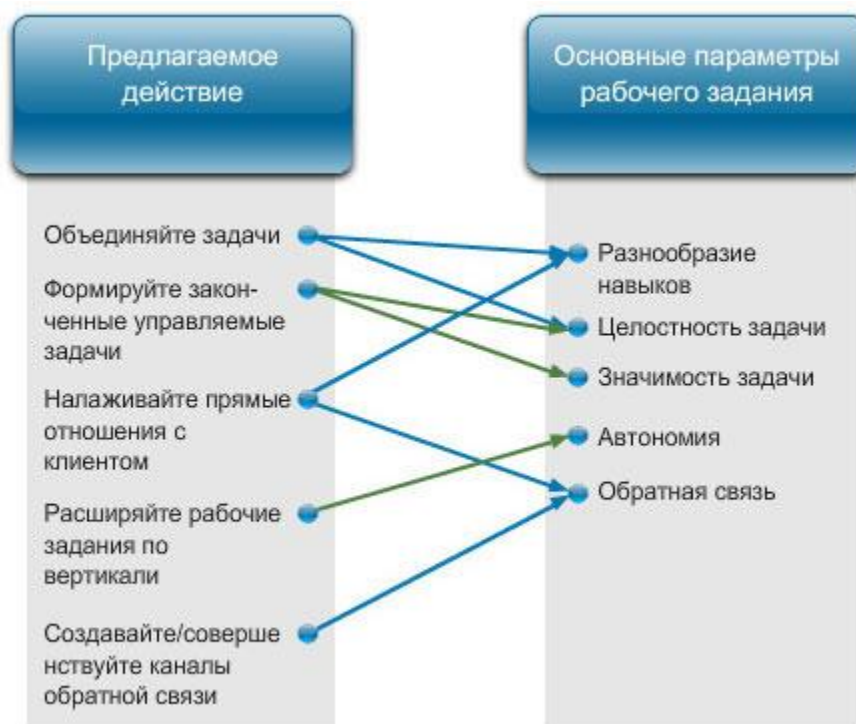 Предлагаемое
действие
Объединяйте задачи
Формируйте закон-
ченные управляемые
задачи
Налаживайте прямые
отношения с
клиентом
Расширяйте рабочие
задания по
вертикали
Создавайте/соверше
нствуйте каналы
обратной связи
Основные параметры
рабочего задания
Разнообразие
навыков
Целостность задачи
Значимость задачи
Автономия
Обратная связь